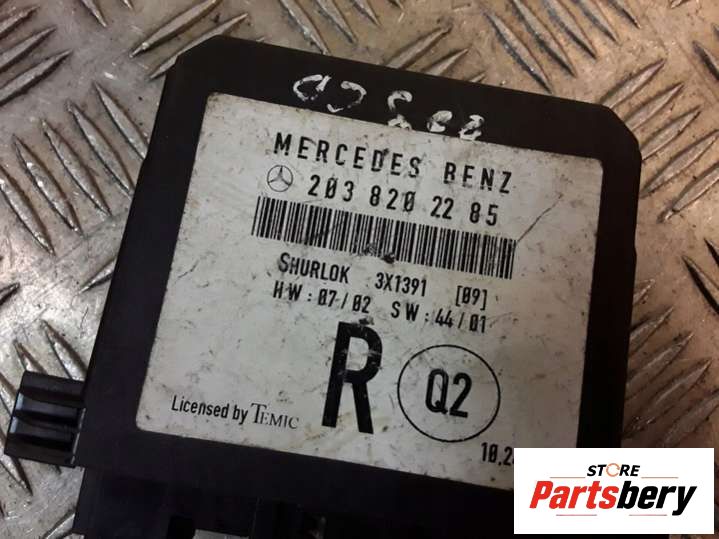 MERCEDES BENZ
203 820 22 85
SHURLOK 3X1391 [09]
HW: 07/02 SW: 44/01
R Q2
Licensed by TEMIC
STORE
Partsbery